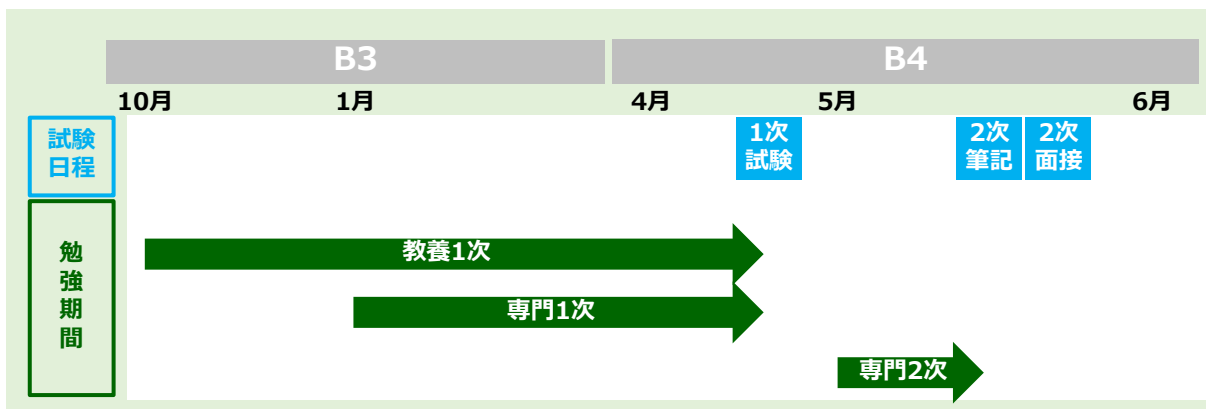 B3
B4
10月
1月
4月
5月
6月
試験
日程
1次
試験
2次
筆記
2次
面接
勉
強
期
間
教養1次
専門1次
専門2次